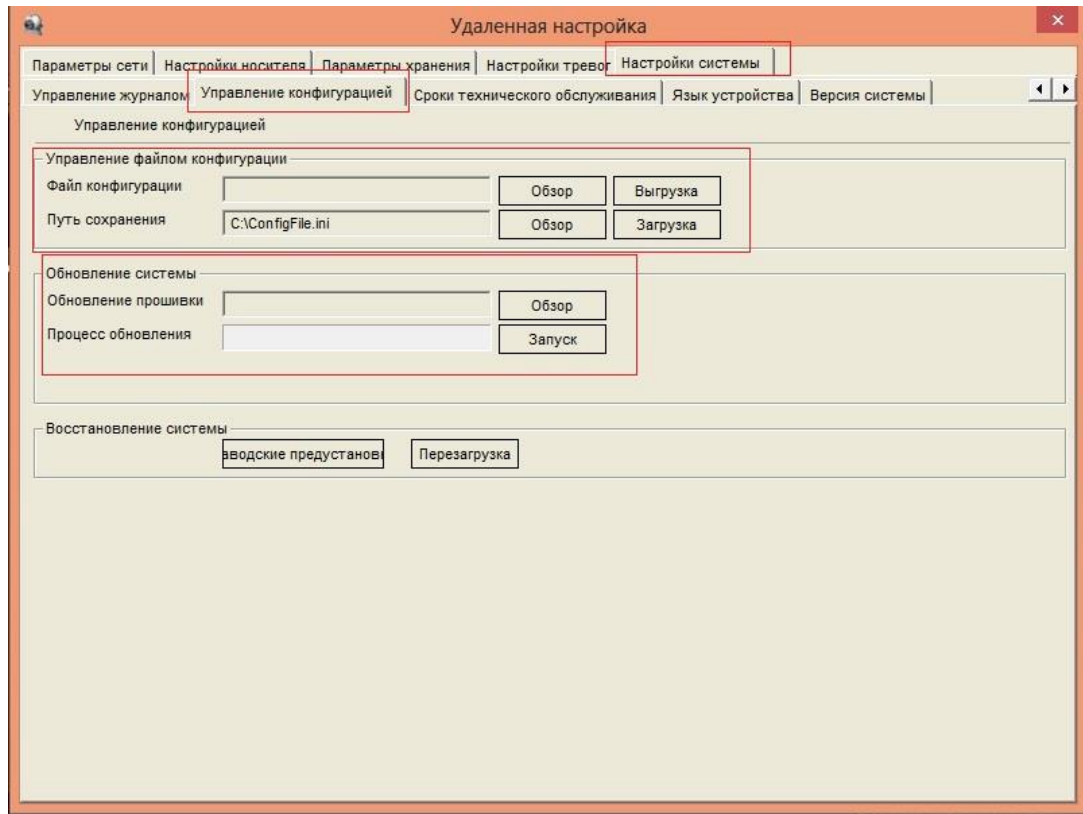 Удаленная настройка
Параметры сети Настройки носителя Параметры хранения Настройки тревог Настройки системы
Управление журналом Управление конфигурацией Сроки технического обслуживания Язык устройства Версия системы
Управление конфигурацией
Управление файлом конфигурации
Файл конфигурации Обзор Выгрузка
Путь сохранения C:\ConfigFile.ini Обзор Загрузка
Обновление системы
Обновление прошивки Обзор
Процесс обновления Запуск
Восстановление системы
аводские предустанов Перезагрузка